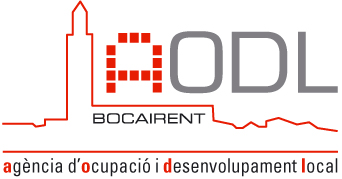 AODL
BOCAIRENT
agència d'ocupació i desenvolupament local